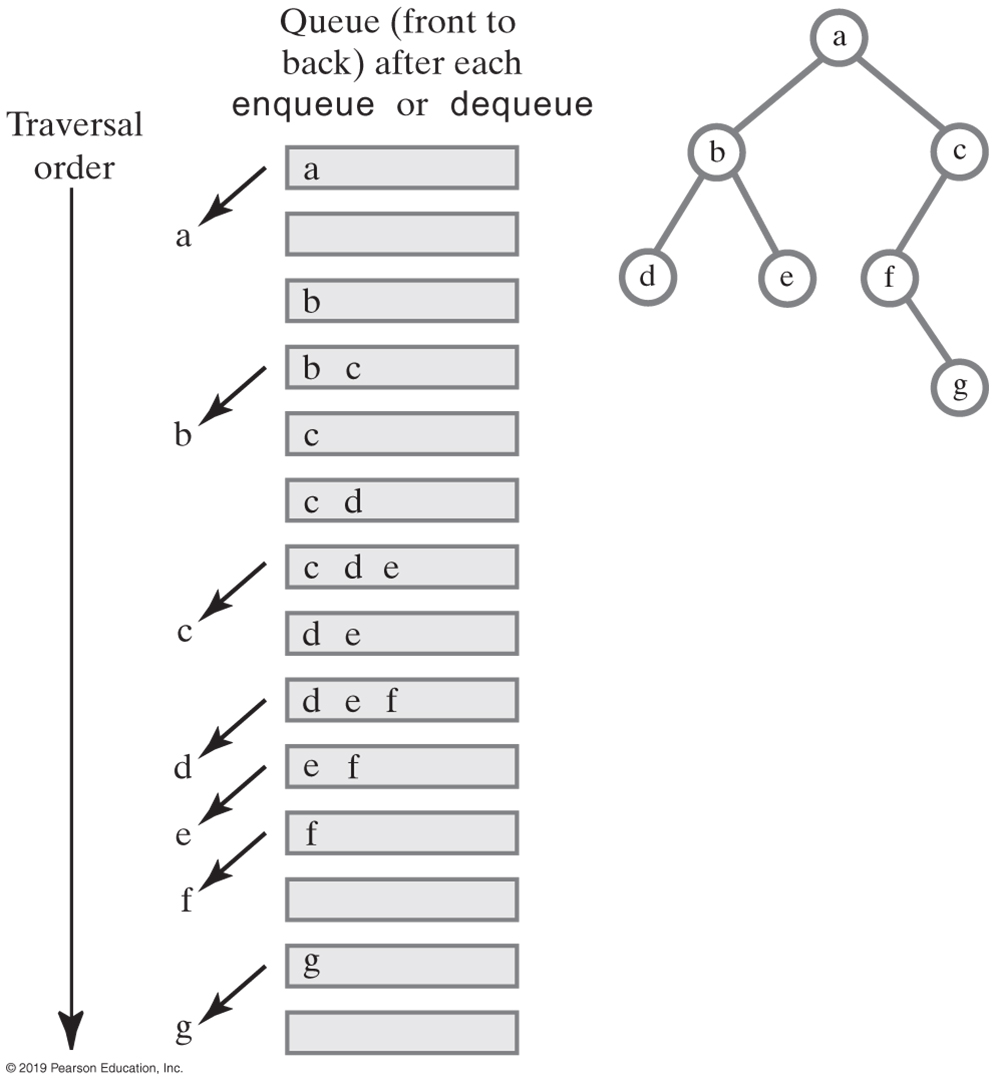 Queue (front to
back) after each
enqueue or dequeue
Traversal
order
a
a
b
b c
b
c
c d
c d e
c
d e
d e f
d
e f
e
f
f
g
g
a
b
c
d
e
f
g
© 2019 Pearson Education, Inc.